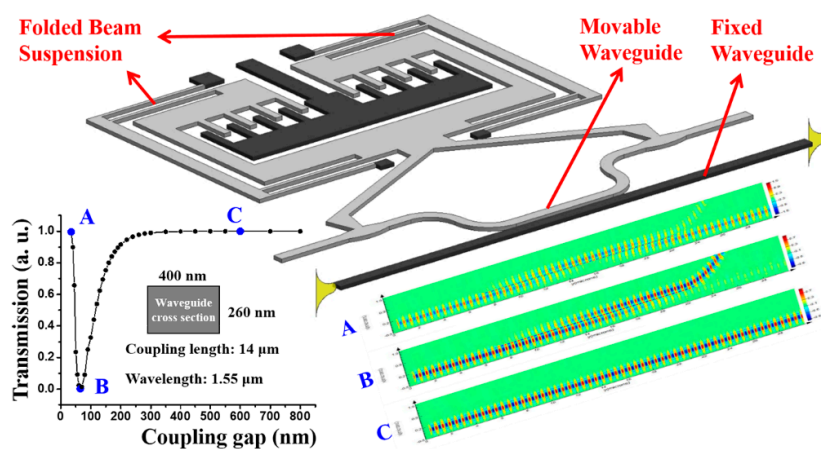 Folded Beam
Suspension
Movable
Waveguide
Fixed
Waveguide
A
C
B
1.0
0.8
0.6
0.4
0.2
0.0
Transmission (a. u.)
400 nm
Waveguide
cross section
260 nm
Coupling length: 14 μm
Wavelength: 1.55 μm
0 100 200 300 400 500 600 700 800
Coupling gap (nm)
A
B
C